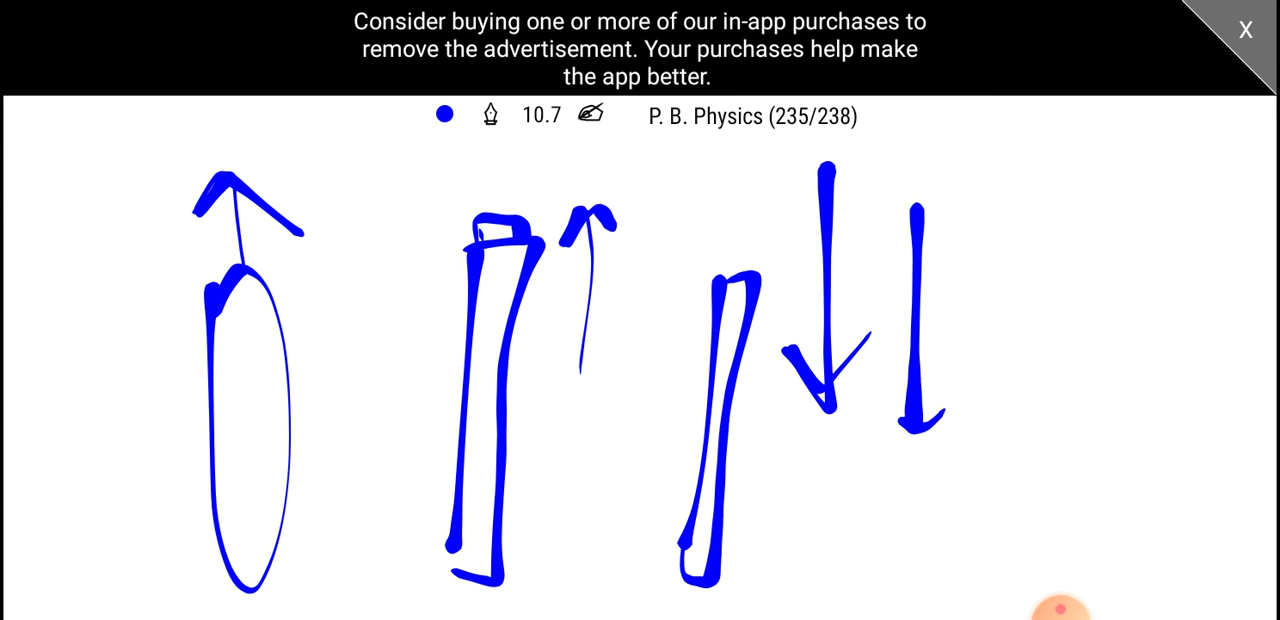 Consider buying one or more of our in-app purchases to
remove the advertisement. Your purchases help make
the app better.
X
10.7 P. B. Physics (235/238)